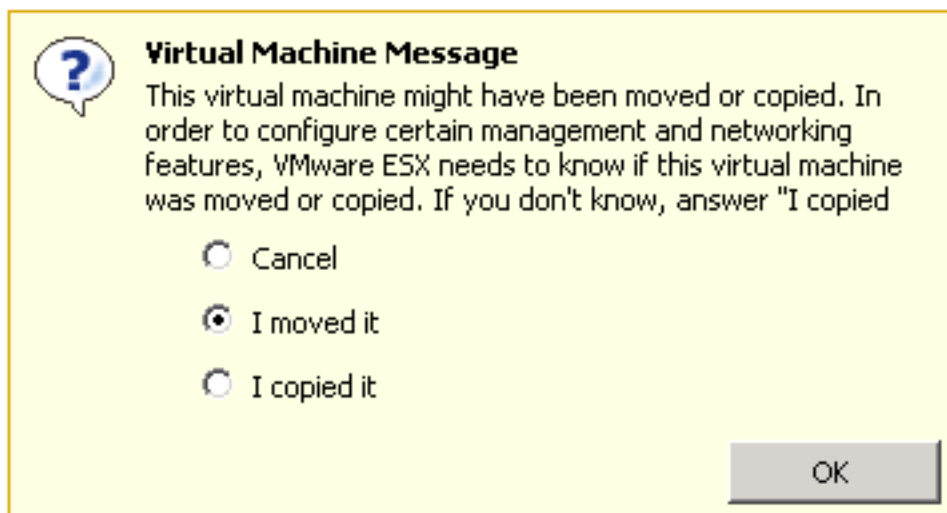 Virtual Machine Message
This virtual machine might have been moved or copied. In
order to configure certain management and networking
features, VMware ESX needs to know if this virtual machine
was moved or copied. If you don't know, answer "I copied
Cancel
I moved it
I copied it
OK